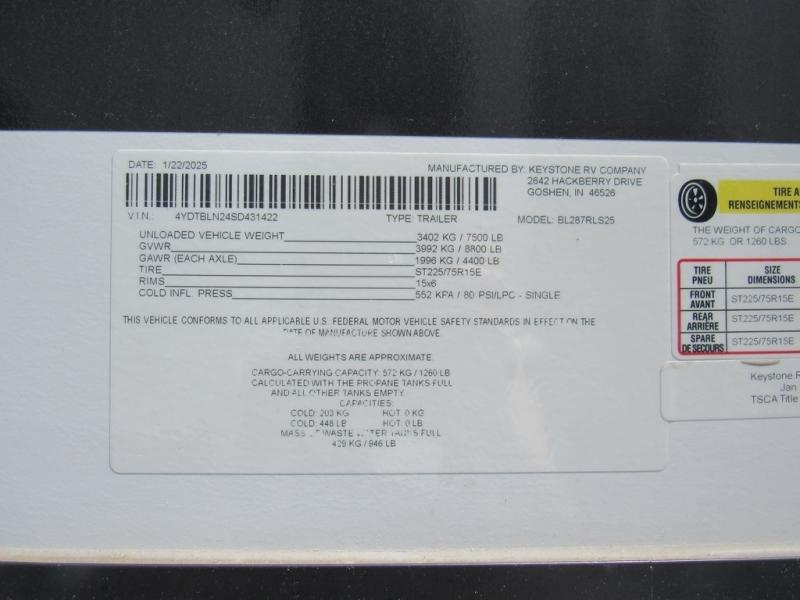 DATE: 1/22/2025
MANUFACTURED BY: KEYSTONE RV COMPANY
2642 HACKBERRY DRIVE
GOSHEN, IN 46526
V.I.N.: 4YDTBLN24SD431422 TYPE: TRAILER MODEL: BL287RLS25
UNLOADED VEHICLE WEIGHT 3402 KG / 7500 LB
GVWR 3992 KG / 8800 LB
GAWR (EACH AXLE) 1996 KG / 4400 LB
TIRE ST225/75R15E
RIMS 15x6
COLD INFL. PRESS 552 KPA / 80 PSI/LPC - SINGLE
THIS VEHICLE CONFORMS TO ALL APPLICABLE U.S. FEDERAL MOTOR VEHICLE SAFETY STANDARDS IN EFFECT ON THE
DATE OF MANUFACTURE SHOWN ABOVE.
ALL WEIGHTS ARE APPROXIMATE.
CARGO-CARRYING CAPACITY: 572 KG / 1260 LB
CALCULATED WITH THE PROPANE TANKS FULL
AND ALL OTHER TANKS EMPTY.
CAPACITIES:
COLD: 203 KG HOT: 0 KG
COLD: 448 LB HOT: 0 LB
MASS OF WASTE WATER TANKS FULL
429 KG / 946 LB
TIRE A
RENSEIGNEMENTS
THE WEIGHT OF CARGO
572 KG OR 1260 LBS
TIRE SIZE
PNEU DIMENSIONS
FRONT
AVANT ST225/75R15E
REAR
ARRIÈRE ST225/75R15E
SPARE
DE SECOURS ST225/75R15E
Keystone R
Jan
TSCA Title